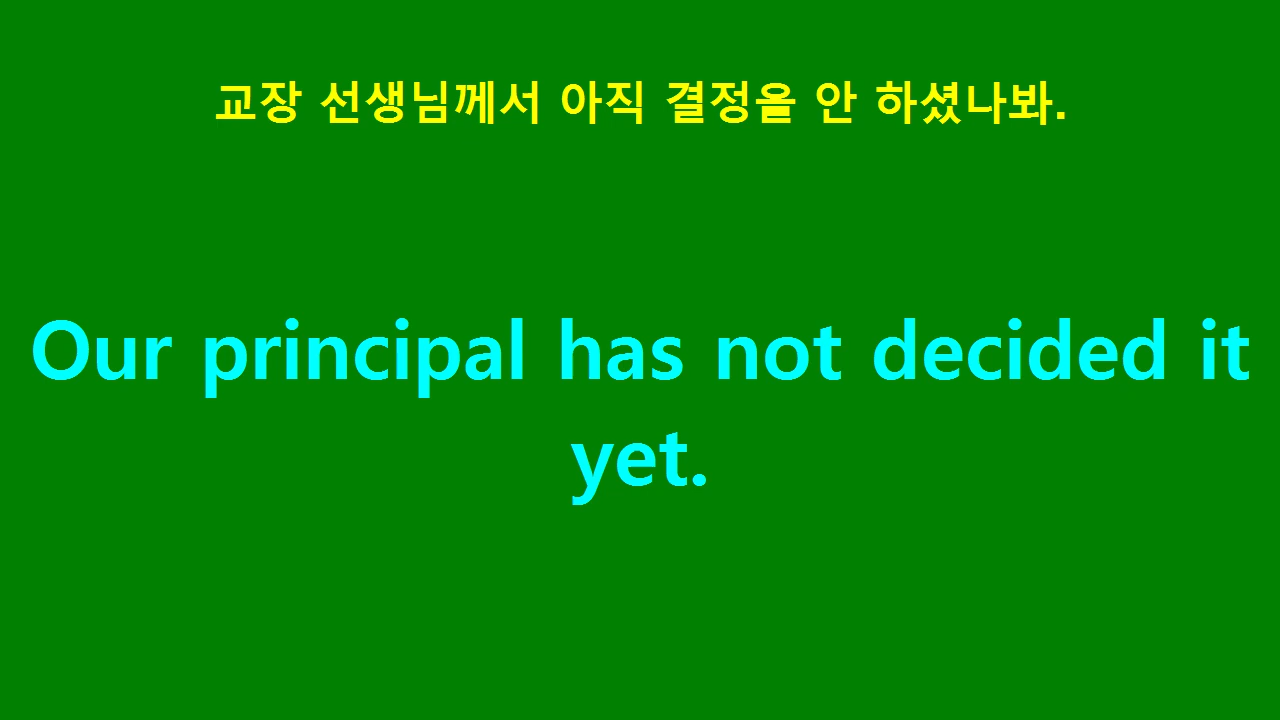 교장 선생님께서 아직 결정을 안 하셨나봐.
Our principal has not decided it
yet.